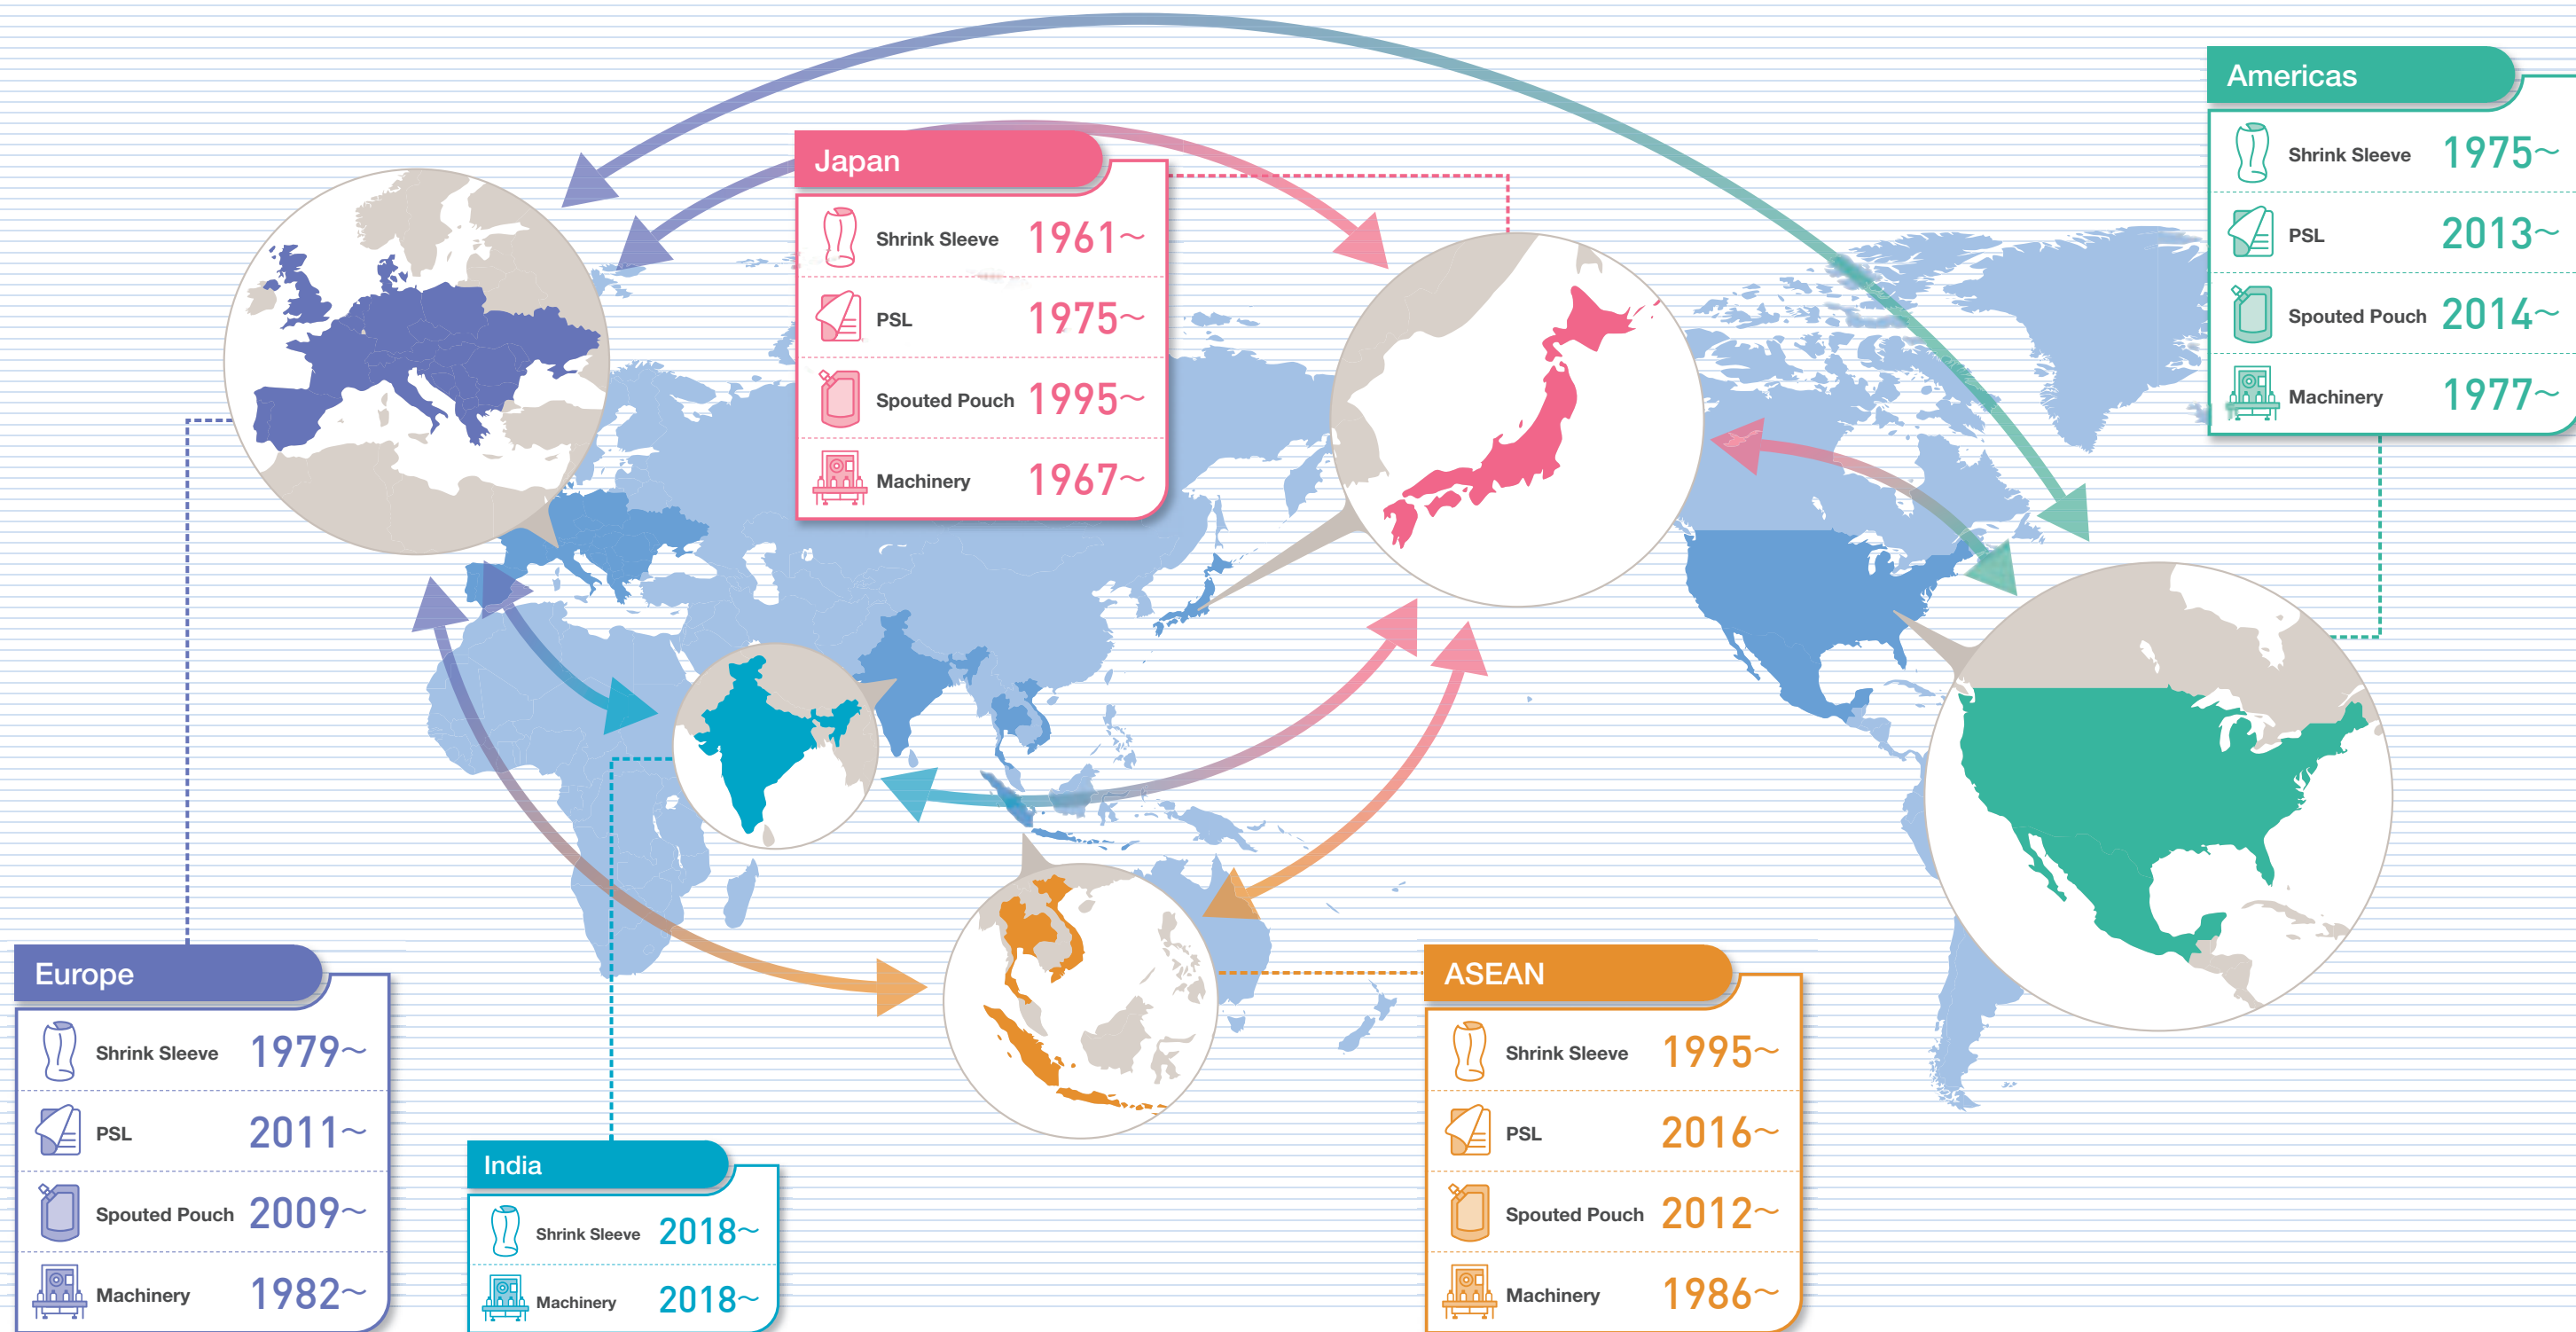 Americas
Shrink Sleeve 1975～
PSL 2013～
Spouted Pouch 2014～
Machinery 1977～
Japan
Shrink Sleeve 1961～
PSL 1975～
Spouted Pouch 1995～
Machinery 1967～
Europe
Shrink Sleeve 1979～
PSL 2011～
Spouted Pouch 2009～
Machinery 1982～
India
Shrink Sleeve 2018～
Machinery 2018～
ASEAN
Shrink Sleeve 1995～
PSL 2016～
Spouted Pouch 2012～
Machinery 1986～